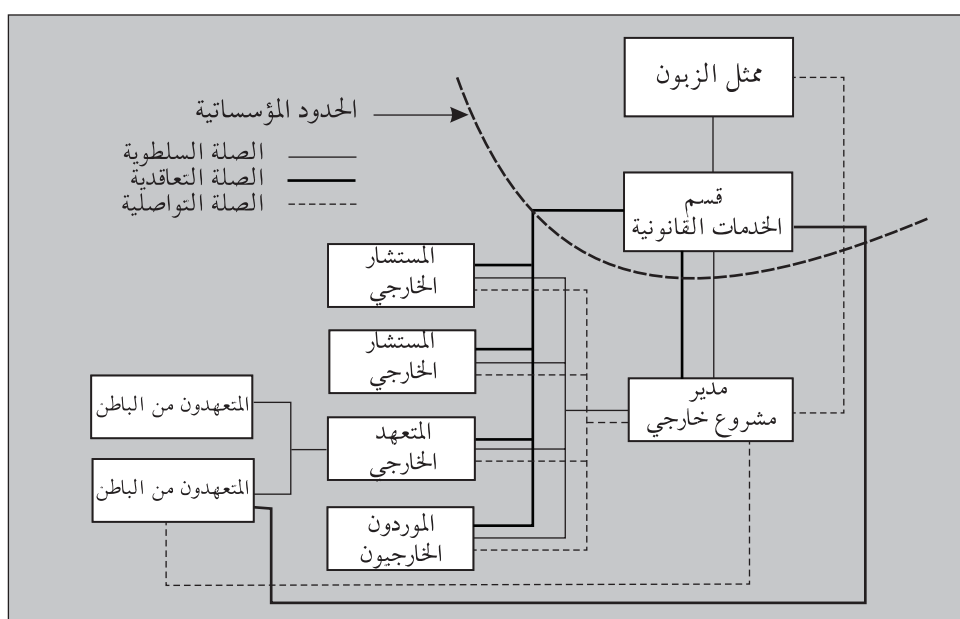 ممثل الزبون
الحدود المؤسساتية
الصلة السلطوية
الصلة التعاقدية
الصلة التواصلية
قسم
الخدمات القانونية
المستشار
الخارجي
المستشار
الخارجي
مدير
مشروع خارجي
المتعهد
الخارجي
المتعهدون من الباطن
المتعهدون من الباطن
الموردون
الخارجيون